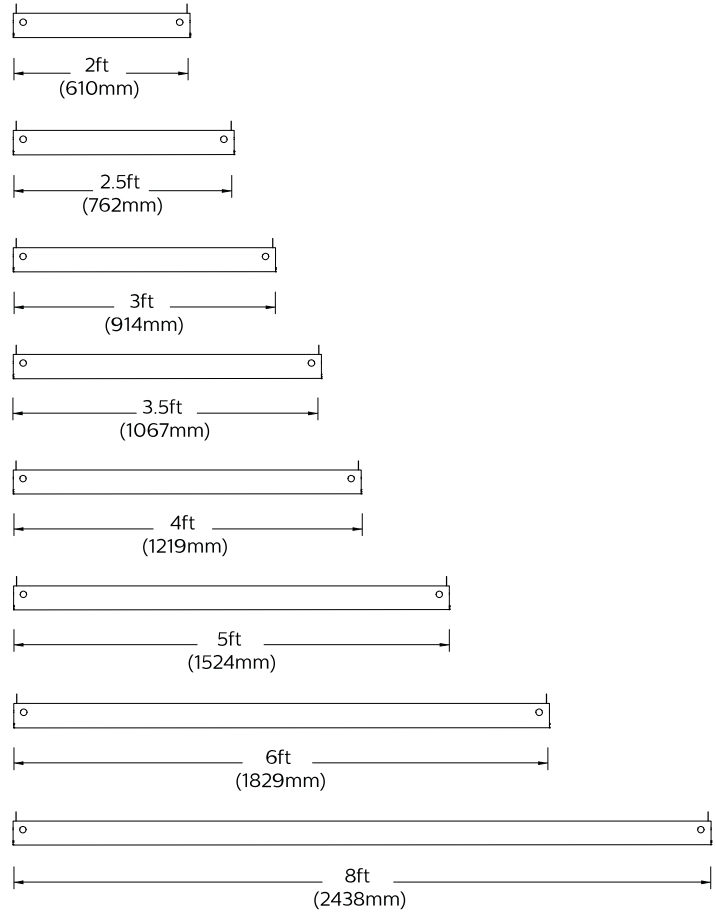 2ft
(610mm)
2.5ft
(762mm)
3ft
(914mm)
3.5ft
(1067mm)
4ft
(1219mm)
5ft
(1524mm)
6ft
(1829mm)
8ft
(2438mm)